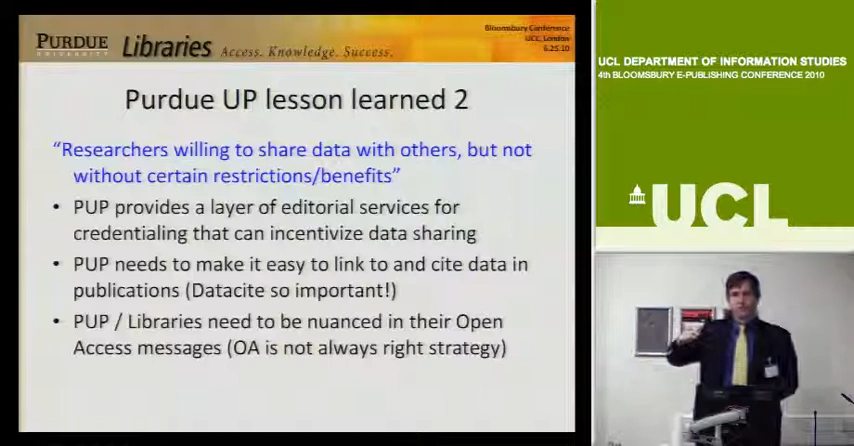 PURDUE
UNIVERSITY
Libraries Access. Knowledge. Success.
Bloomsbury Conference
UCL, London
6.25.10
Purdue UP lesson learned 2
“Researchers willing to share data with others, but not
without certain restrictions/benefits”
• PUP provides a layer of editorial services for
credentialing that can incentivize data sharing
• PUP needs to make it easy to link to and cite data in
publications (Datacite so important!)
• PUP / Libraries need to be nuanced in their Open
Access messages (OA is not always right strategy)
UCL DEPARTMENT OF INFORMATION STUDIES
4th BLOOMSBURY E-PUBLISHING CONFERENCE 2010
UCL